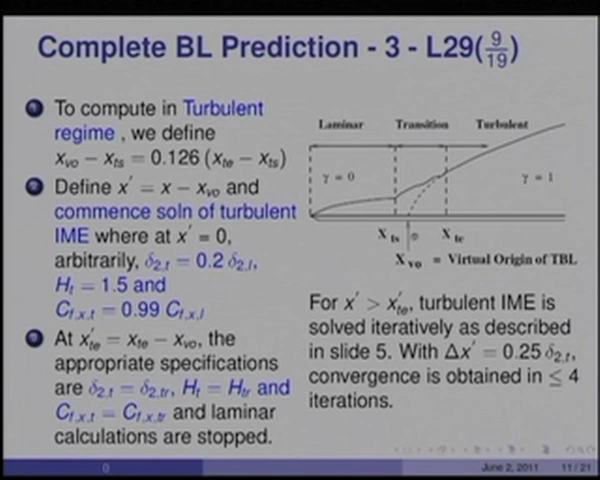 Complete BL Prediction - 3 - L29(9/19)
1 To compute in Turbulent
regime , we define
x_vo − x_ts = 0.126 (x_te − x_ts)
2 Define x′ = x − x_vo and
commence soln of turbulent
IME where at x′ = 0,
arbitrarily, δ_2,t = 0.2 δ_2,l,
H_t = 1.5 and
C_f,x,t = 0.99 C_f,x,l
3 At x′_te = x_te − x_vo, the
appropriate specifications
are δ_2,t = δ_2,tr, H_t = H_tr and
C_f,x,t = C_f,x,tr and laminar
calculations are stopped.
Laminar Transition Turbulent
γ = 0 γ = 1
X_ts X_te
X_vo = Virtual Origin of TBL
For x′ > x′_te, turbulent IME is
solved iteratively as described
in slide 5. With Δx′ = 0.25 δ_2,t,
convergence is obtained in ≤ 4
iterations.
() June 2, 2011 11 / 21